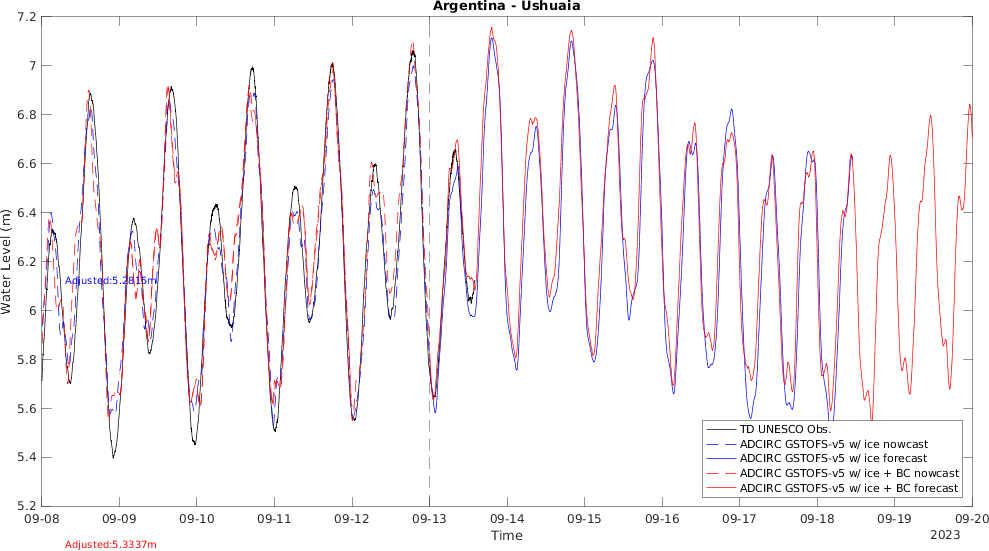 Argentina - Ushuaia
7.2
7
6.8
6.6
6.4
6.2
6
5.8
5.6
5.4
5.2
Water Level (m)
Adjusted:5.2815m
TD UNESCO Obs.
ADCIRC GSTOFS-v5 w/ ice nowcast
ADCIRC GSTOFS-v5 w/ ice forecast
ADCIRC GSTOFS-v5 w/ ice + BC nowcast
ADCIRC GSTOFS-v5 w/ ice + BC forecast
09-08 09-09 09-10 09-11 09-12 09-13 09-14 09-15 09-16 09-17 09-18 09-19 09-20
Time
2023
Adjusted:5.3337m